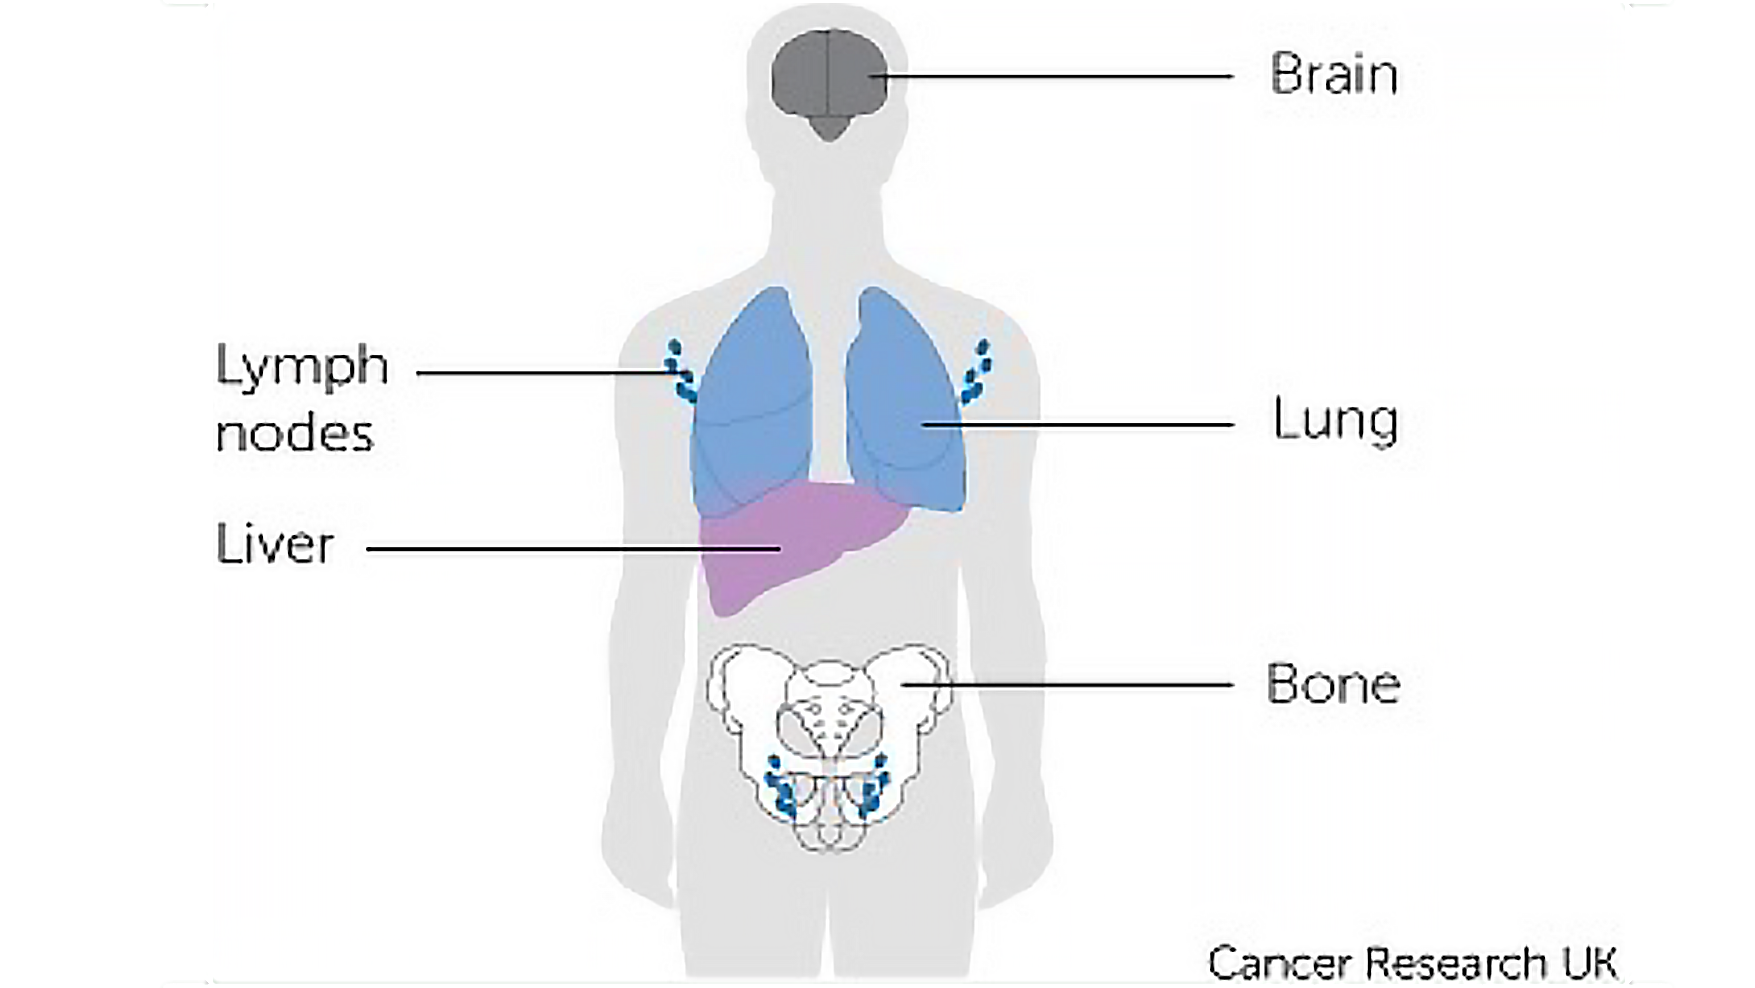 Brain
Lymph
nodes
Lung
Liver
Bone
Cancer Research UK